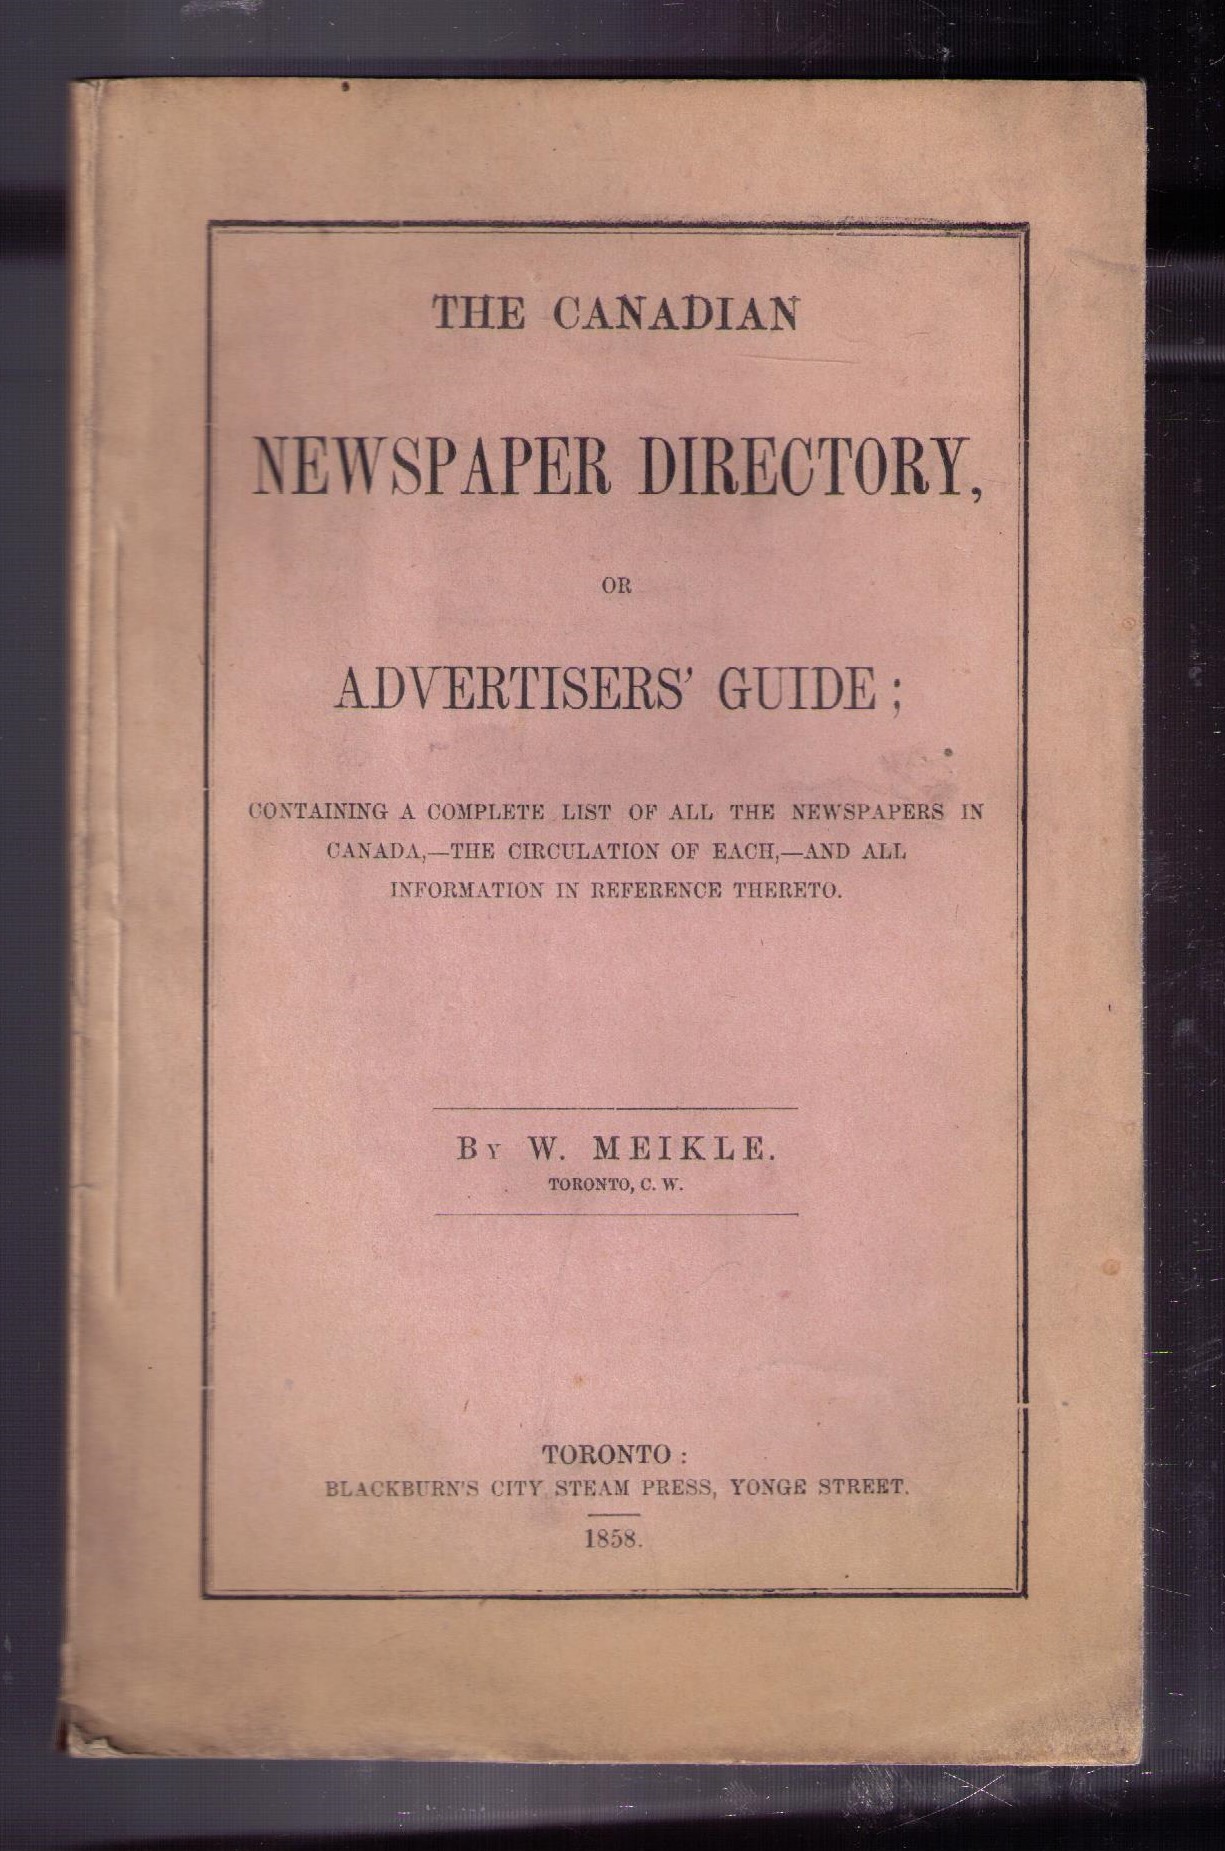 THE CANADIAN
NEWSPAPER DIRECTORY,
OR
ADVERTISERS' GUIDE;
CONTAINING A COMPLETE LIST OF ALL THE NEWSPAPERS IN
CANADA,—THE CIRCULATION OF EACH,—AND ALL
INFORMATION IN REFERENCE THERETO.
BY W. MEIKLE.
TORONTO, C. W.
TORONTO:
BLACKBURN'S CITY STEAM PRESS, YONGE STREET.
1858.